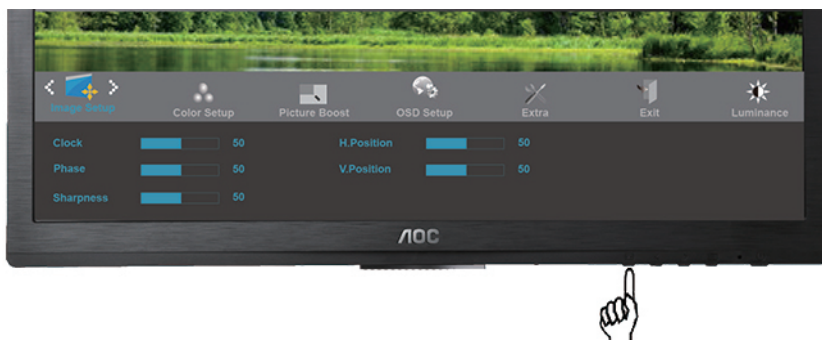 Image Setup
Color Setup
Picture Boost
OSD Setup
Extra
Exit
Luminance
Clock 50 H.Position 50
Phase 50 V.Position 50
Sharpness 50
AOC